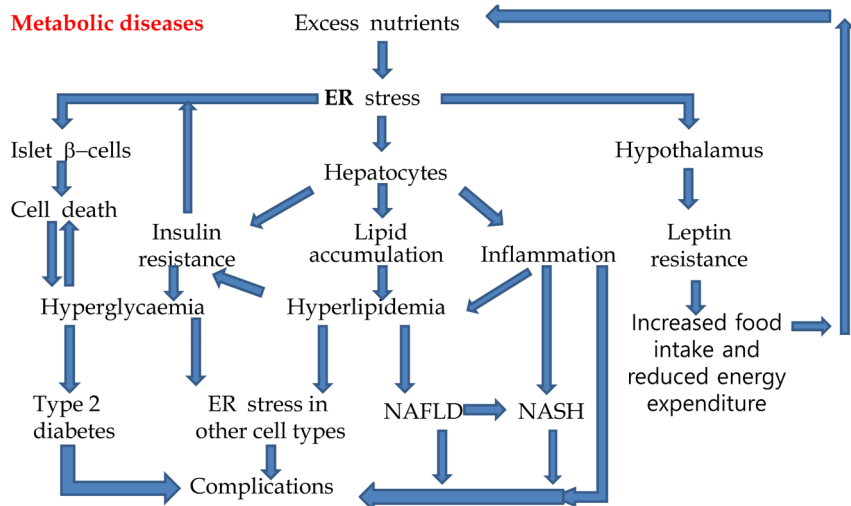 Metabolic diseases
Excess nutrients
ER stress
Islet β–cells
Hypothalamus
Hepatocytes
Cell death
Insulin
resistance
Lipid
accumulation
Inflammation
Leptin
resistance
Hyperglycaemia
Hyperlipidemia
Increased food
intake and
reduced energy
expenditure
Type 2
diabetes
ER stress in
other cell types
NAFLD
NASH
Complications